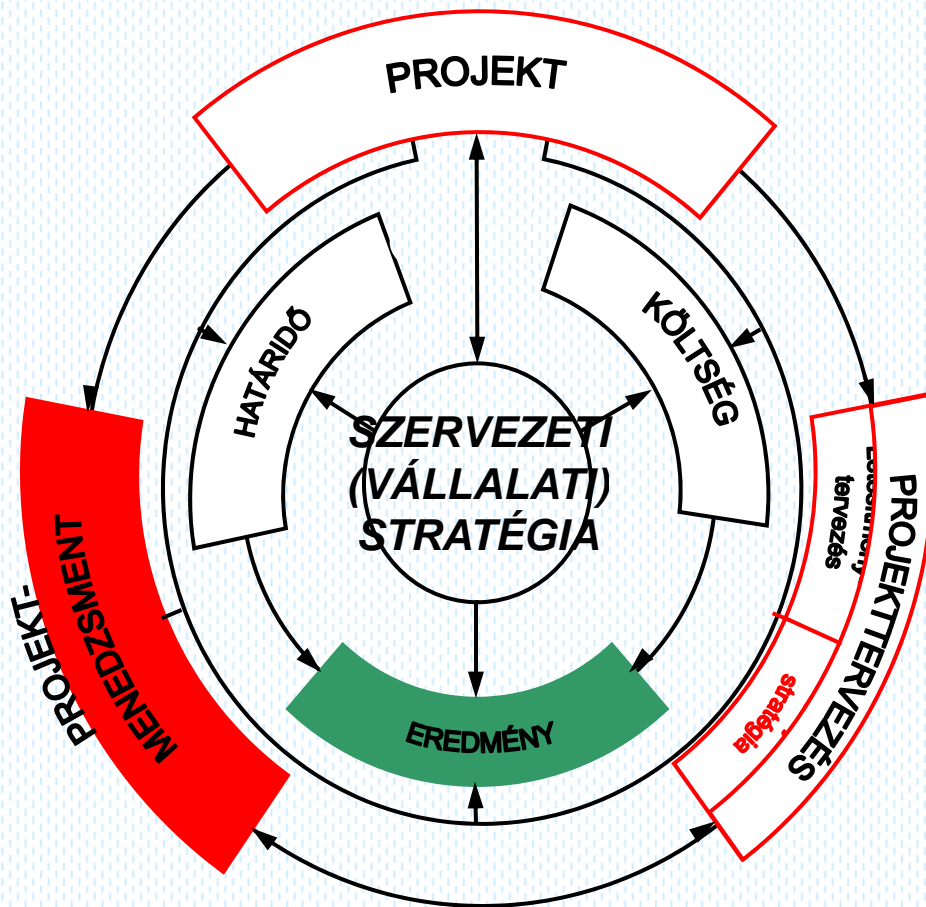 PROJEKT
HATÁRIDŐ
KÖLTSÉG
SZERVEZETI
(VÁLLALATI)
STRATÉGIA
PROJEKT-
MENEDZSMENT
EREDMÉNY
tervezés
stratégia
PROJEKTTERVEZÉS